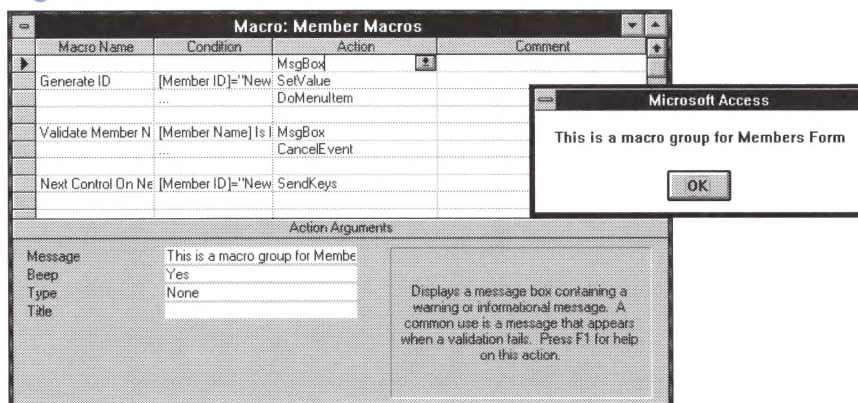 Macro: Member Macros
Macro Name Condition Action Comment
MsgBox
Generate ID [Member ID]="New SetValue
... DoMenuItem
Validate Member N [Member Name] Is I MsgBox
... CancelEvent
Next Control On Ne [Member ID]="New SendKeys
Microsoft Access
This is a macro group for Members Form
OK
Action Arguments
Message This is a macro group for Membe
Beep Yes
Type None
Title
Displays a message box containing a
warning or informational message. A
common use is a message that appears
when a validation fails. Press F1 for help
on this action.